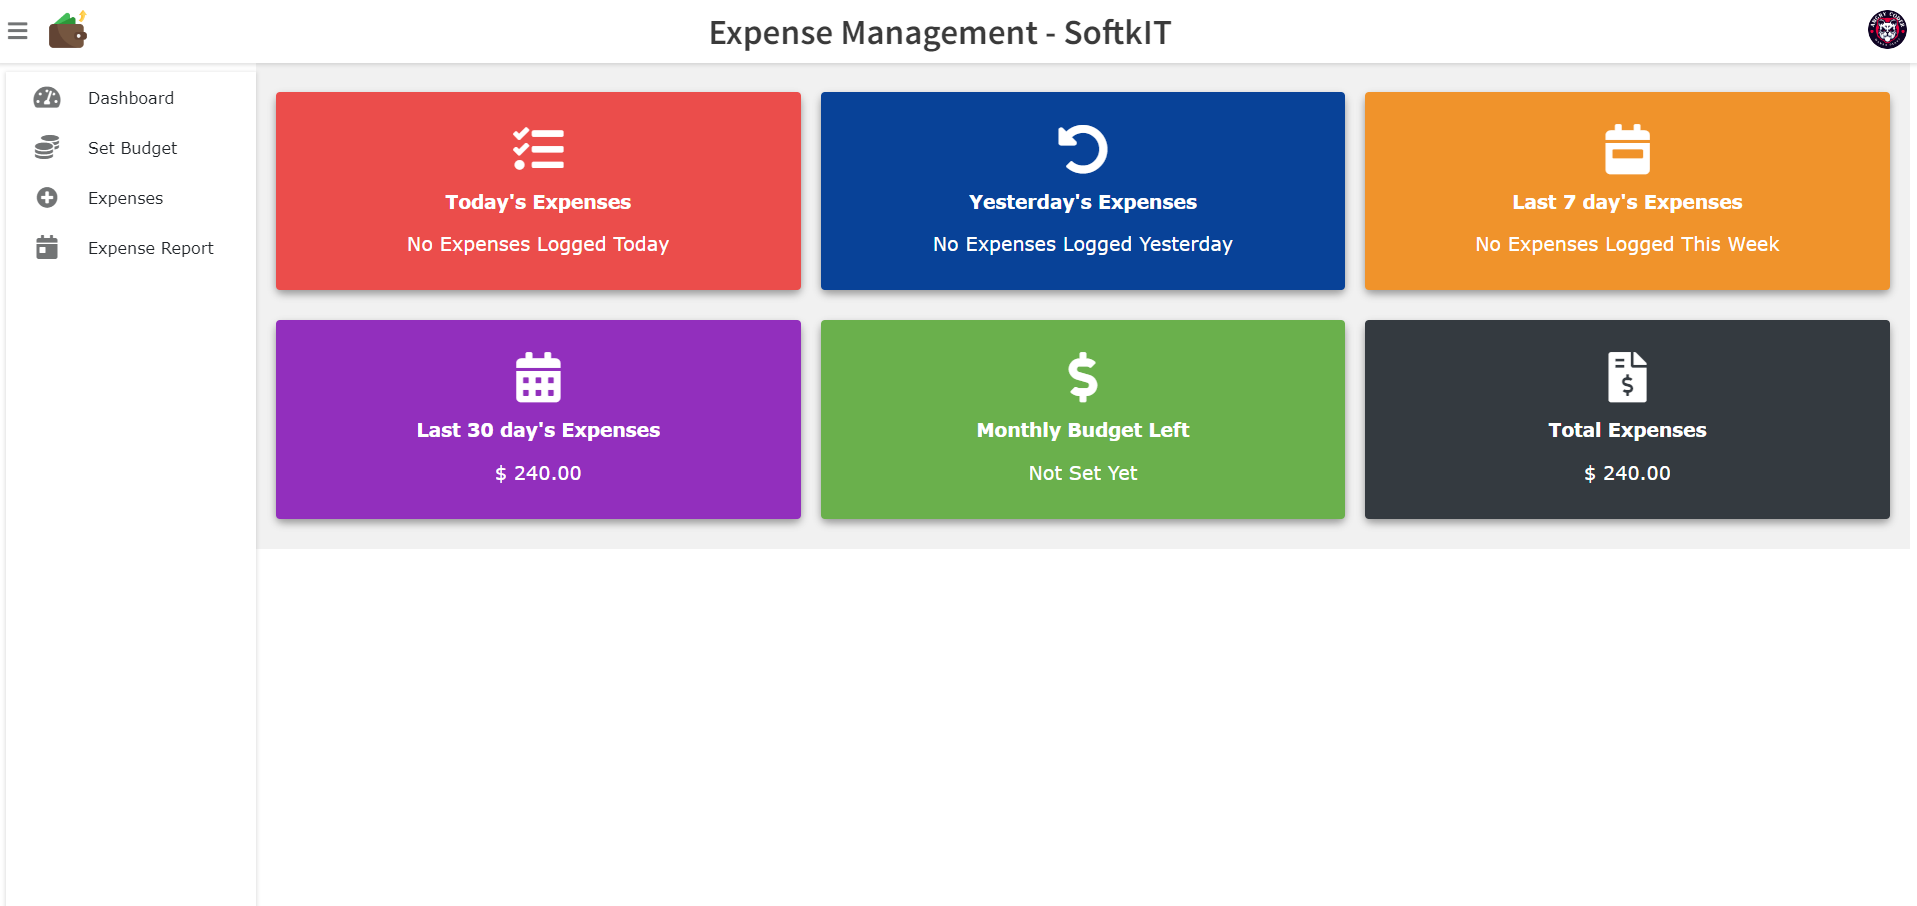 Expense Management - SoftkIT
Dashboard
Set Budget
Expenses
Expense Report
Today's Expenses
No Expenses Logged Today
Yesterday's Expenses
No Expenses Logged Yesterday
Last 7 day's Expenses
No Expenses Logged This Week
Last 30 day's Expenses
$ 240.00
Monthly Budget Left
Not Set Yet
Total Expenses
$ 240.00